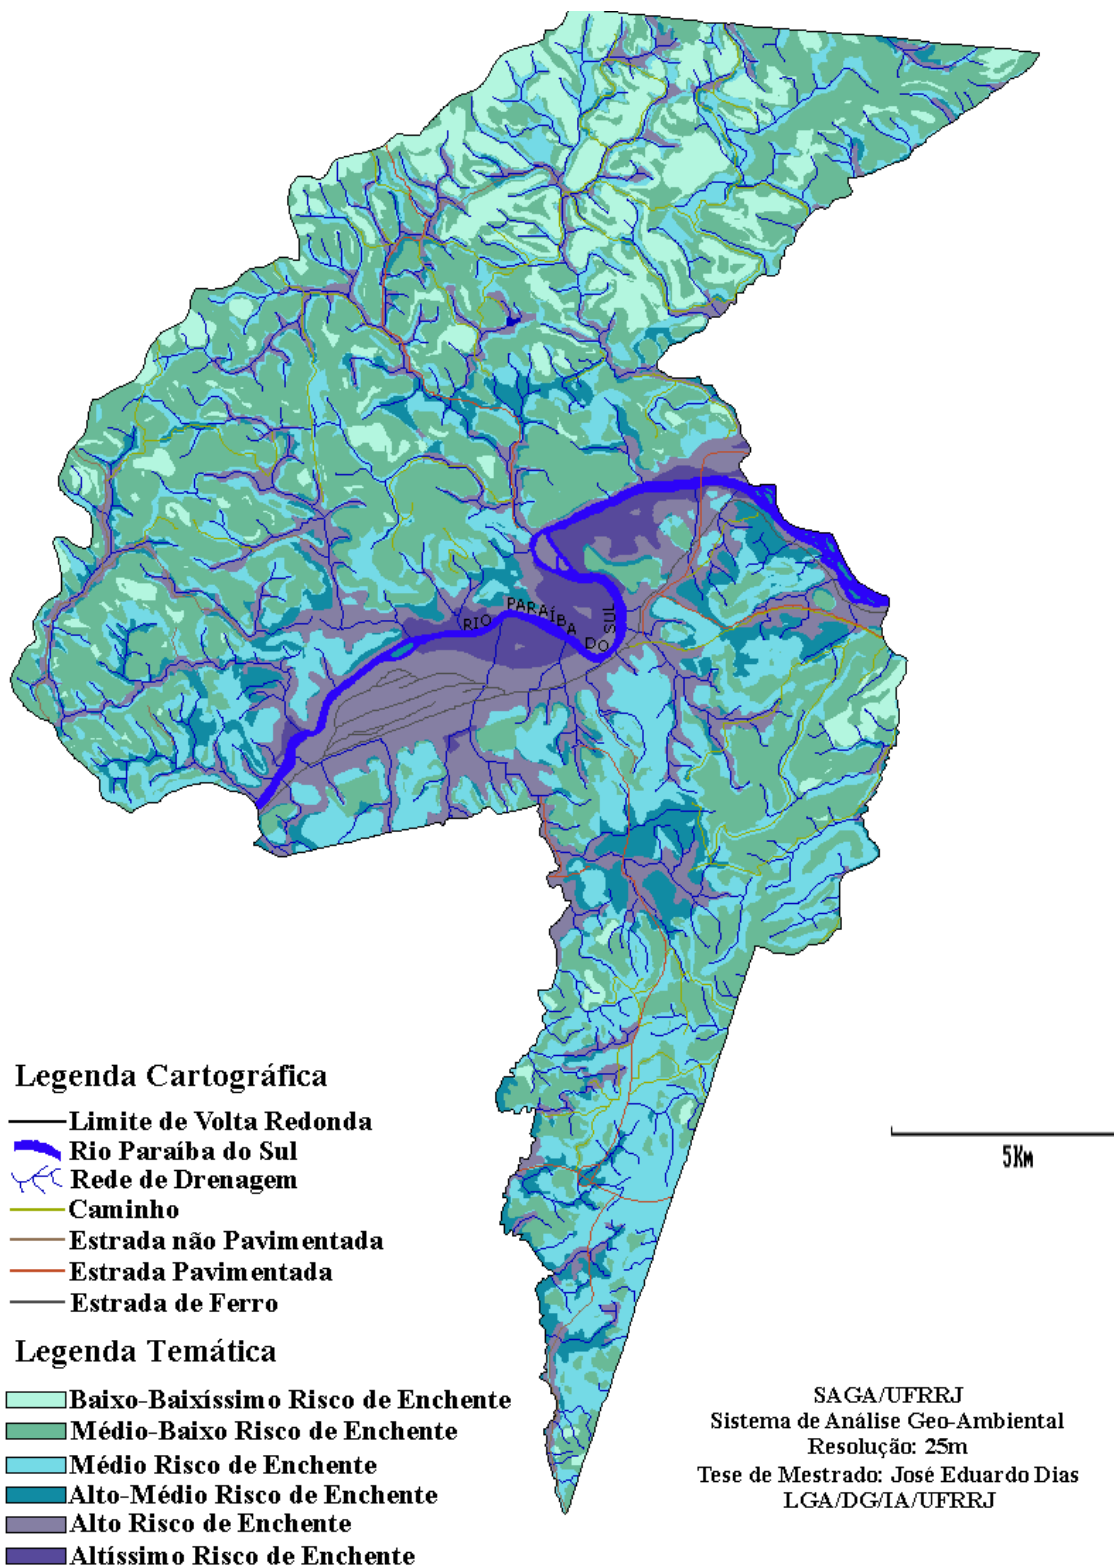 RIO PARAÍBA DO SUL
Legenda Cartográfica
Limite de Volta Redonda
Rio Paraíba do Sul
Rede de Drenagem
Caminho
Estrada não Pavimentada
Estrada Pavimentada
Estrada de Ferro
5Km
Legenda Temática
Baixo-Baixíssimo Risco de Enchente
Médio-Baixo Risco de Enchente
Médio Risco de Enchente
Alto-Médio Risco de Enchente
Alto Risco de Enchente
Altíssimo Risco de Enchente
SAGA/UFRRJ
Sistema de Análise Geo-Ambiental
Resolução: 25m
Tese de Mestrado: José Eduardo Dias
LGA/DG/IA/UFRRJ